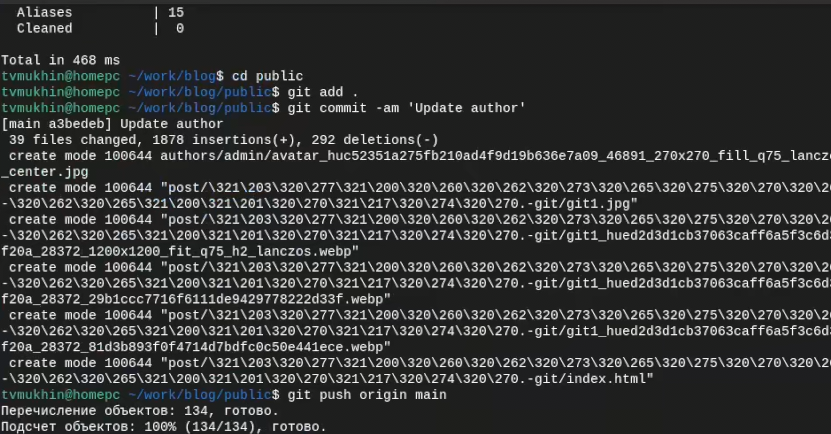 Aliases | 15
Cleaned | 0
Total in 468 ms
tvmukhin@homepc ~/work/blog$ cd public
tvmukhin@homepc ~/work/blog/public$ git add .
tvmukhin@homepc ~/work/blog/public$ git commit -am 'Update author'
[main a3bedeb] Update author
39 files changed, 1878 insertions(+), 292 deletions(-)
create mode 100644 authors/admin/avatar_huc52351a275fb210ad4f9d19b636e7a09_46891_270x270_fill_q75_lancz
_center.jpg
create mode 100644 "post/\321\203\320\277\321\200\320\260\320\262\320\273\320\265\320\275\320\270\320\26
-\320\262\320\265\321\200\321\201\320\270\321\217\320\274\320\270.-git/git1.jpg"
create mode 100644 "post/\321\203\320\277\321\200\320\260\320\262\320\273\320\265\320\275\320\270\320\26
-\320\262\320\265\321\200\321\201\320\270\321\217\320\274\320\270.-git/git1_hued2d3d1cb37063caff6a5f3c6d3
f20a_28372_1200x1200_fit_q75_h2_lanczos.webp"
create mode 100644 "post/\321\203\320\277\321\200\320\260\320\262\320\273\320\265\320\275\320\270\320\26
-\320\262\320\265\321\200\321\201\320\270\321\217\320\274\320\270.-git/git1_hued2d3d1cb37063caff6a5f3c6d3
f20a_28372_29b1ccc7716f6111de9429778222d33f.webp"
create mode 100644 "post/\321\203\320\277\321\200\320\260\320\262\320\273\320\265\320\275\320\270\320\26
-\320\262\320\265\321\200\321\201\320\270\321\217\320\274\320\270.-git/git1_hued2d3d1cb37063caff6a5f3c6d3
f20a_28372_81d3b893f0f4714d7bdfc0c50e441ece.webp"
create mode 100644 "post/\321\203\320\277\321\200\320\260\320\262\320\273\320\265\320\275\320\270\320\26
-\320\262\320\265\321\200\321\201\320\270\321\217\320\274\320\270.-git/index.html"
tvmukhin@homepc ~/work/blog/public$ git push origin main
Перечисление объектов: 134, готово.
Подсчет объектов: 100% (134/134), готово.